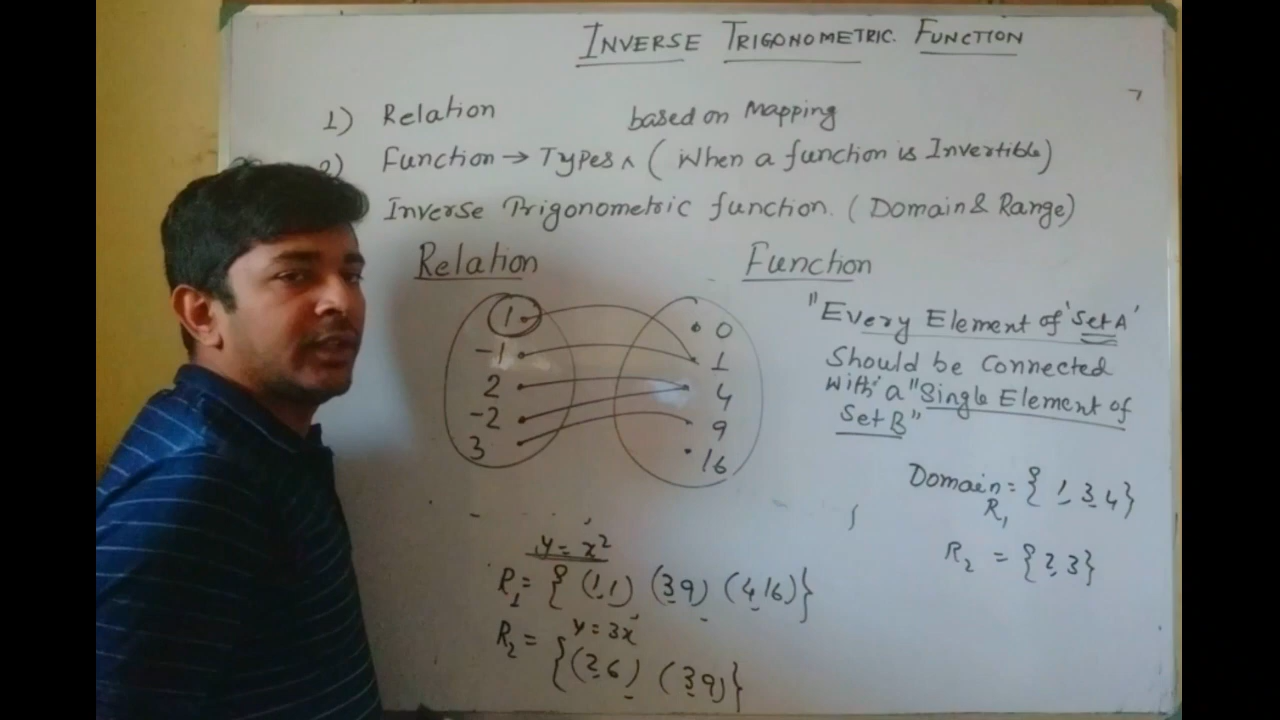 INVERSE TRIGONOMETRIC FUNCTION
1) Relation based on Mapping
2) Function → Types ^ ( When a function is Invertible)
Inverse Trigonometric function. ( Domain & Range)
Relation
Function
1
-1
2
-2
3
0
1
4
9
16
"Every Element of 'Set A'
Should be Connected
with a "Single Element of
Set B"
Domain = { 1, 3 4}
R1
R2 = { 2, 3}
y = x²
R1 = { (1,1) (3 9) (4,16)}
y = 3x
R2 = {(2 6) (3 9)}